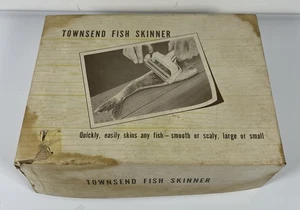 TOWNSEND FISH SKINNER
Quickly, easily skins any fish — smooth or scaly, large or small
TOWNSEND FISH SKINNER